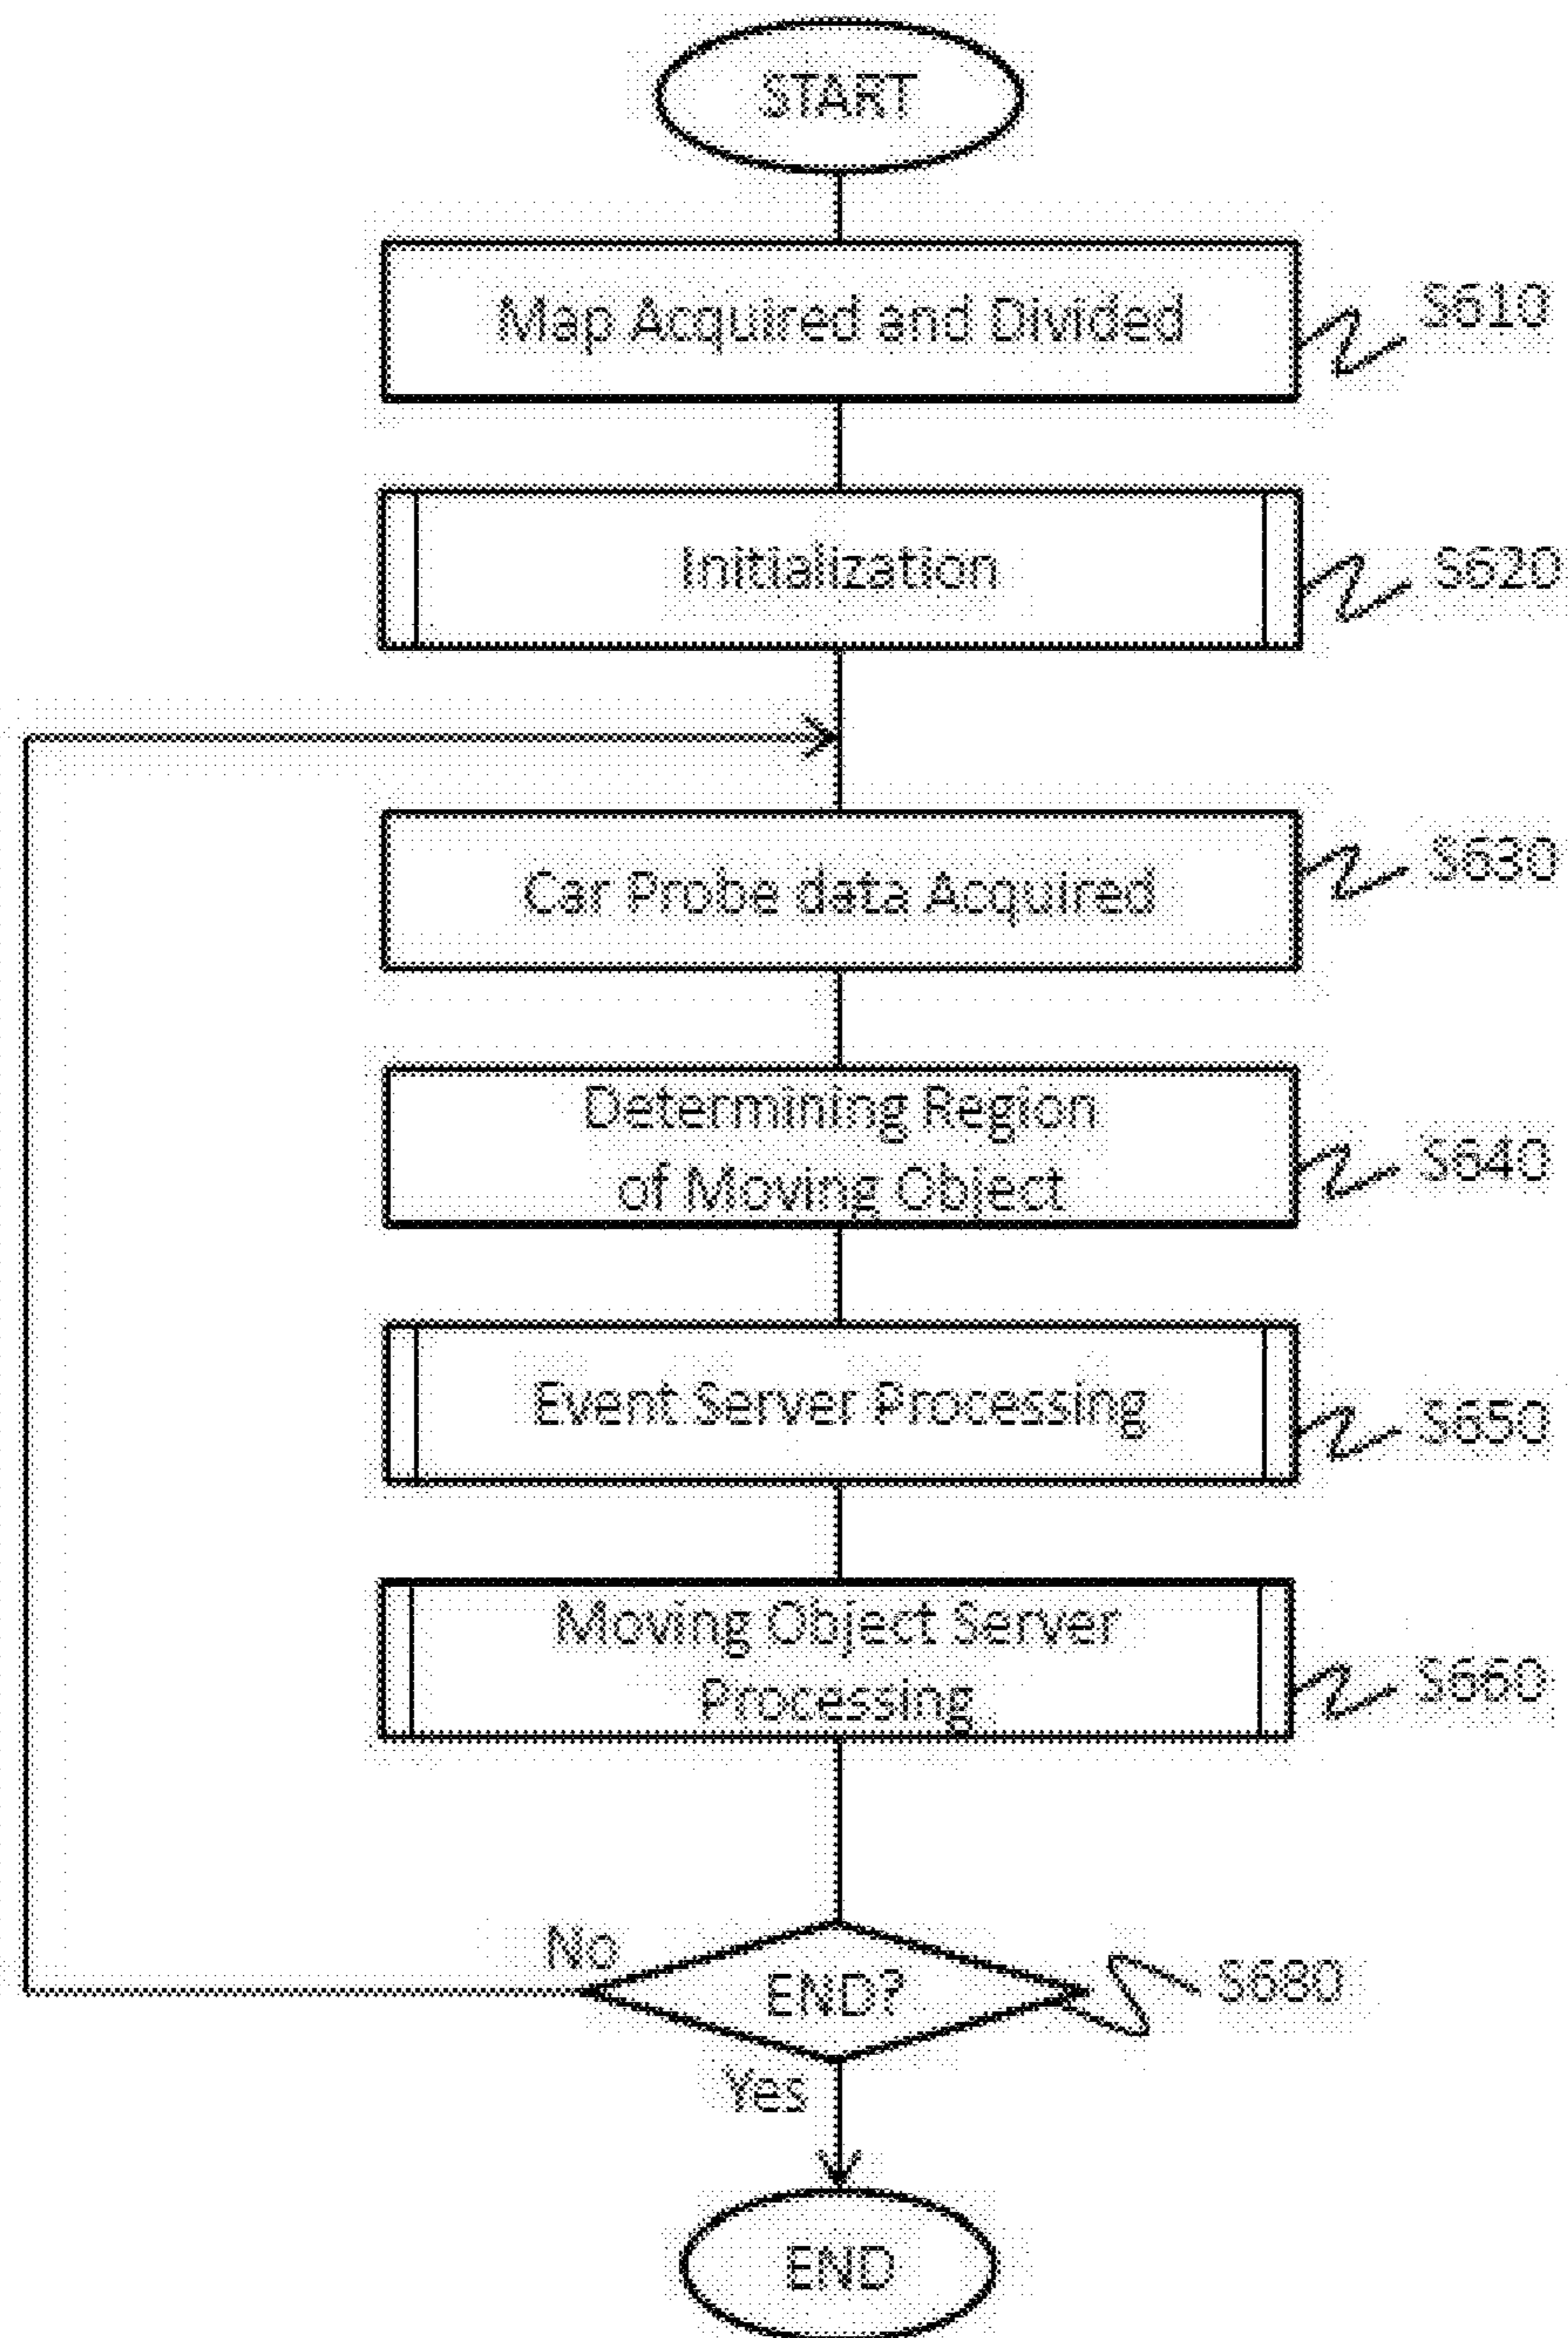 START
Map Acquired and Divided
S610
Initialization
S620
Car Probe data Acquired
S630
Determining Region
of Moving Object
S640
Event Server Processing
S650
Moving Object Server
Processing
S660
No
END?
S680
Yes
END